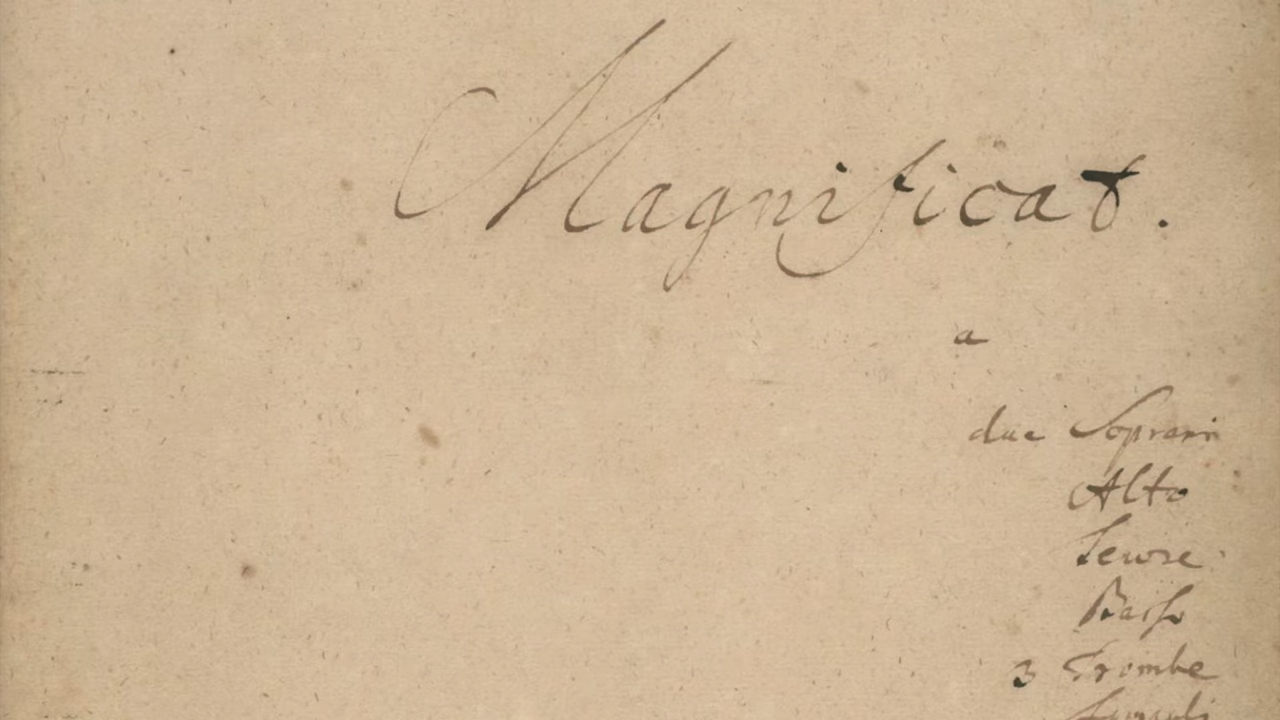 Magnificat.
a
due Soprani
Alto
Tenore
Basso
3 Trombe